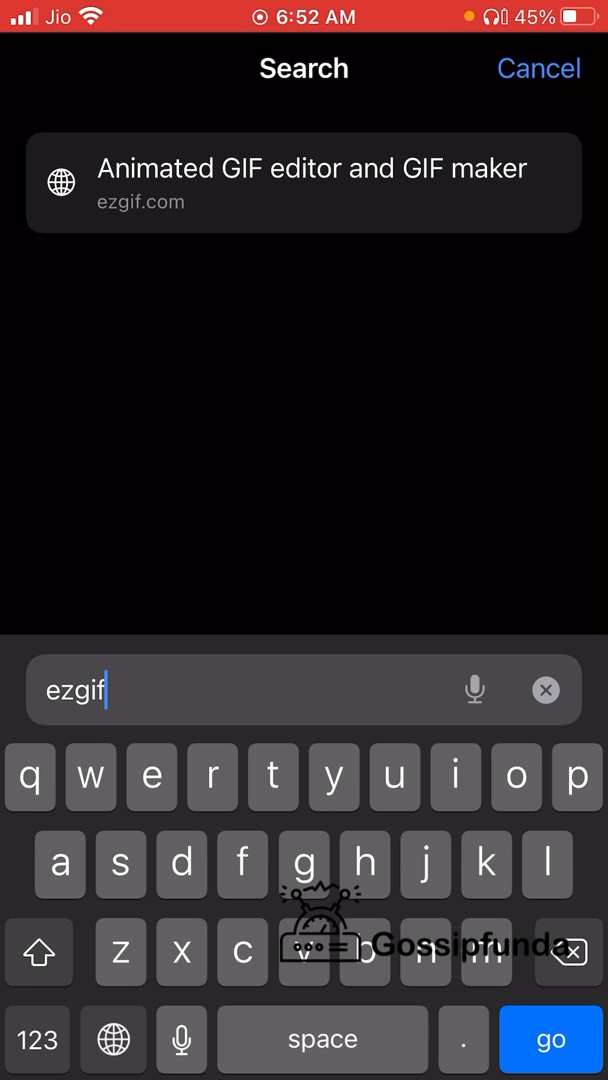 Jio 6:52 AM 45%
Search Cancel
Animated GIF editor and GIF maker
ezgif.com
ezgif
q w e r t y u i o p
a s d f g h j k l
z x c v b n m
Gossipfunda
123 space . go